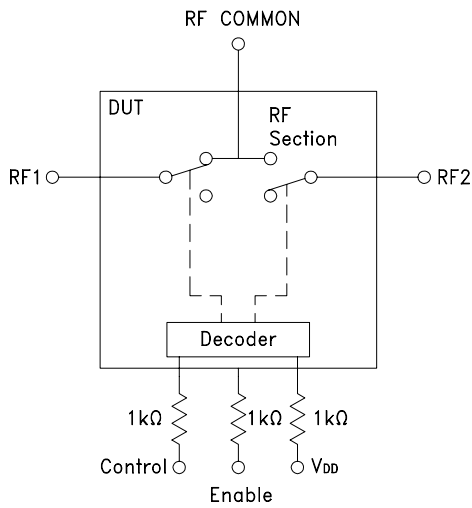 RF COMMON
DUT
RF
Section
RF1
RF2
Decoder
1kΩ
1kΩ
1kΩ
Control
VDD
Enable